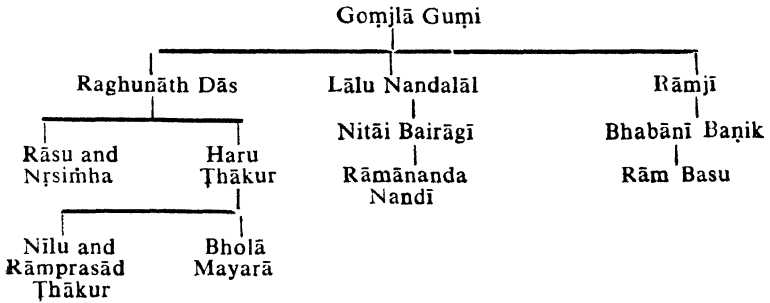 Gomjlā Gumi
Raghunāth Dās Lālu Nandalāl Rāmjī
Nitāi Bairāgī Bhabānī Baṇik
Rāsu and Haru
Nṛsiṁha Ṭhākur Rāmānanda Rām Basu
Nandī
Nīlu and Bholā
Rāmprasād Mayarā
Ṭhākur